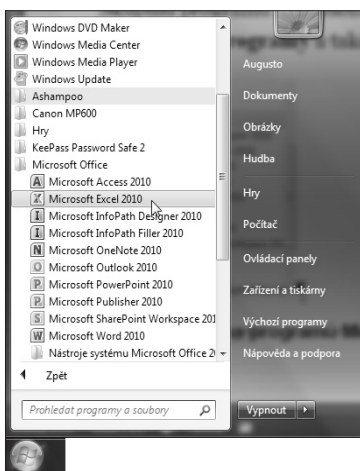 Windows DVD Maker
Windows Media Center
Windows Media Player
Windows Update
Ashampoo
Canon MP600
Hry
KeePass Password Safe 2
Microsoft Office
Microsoft Access 2010
Microsoft Excel 2010
Microsoft InfoPath Designer 2010
Microsoft InfoPath Filler 2010
Microsoft OneNote 2010
Microsoft Outlook 2010
Microsoft PowerPoint 2010
Microsoft Publisher 2010
Microsoft SharePoint Workspace 201
Microsoft Word 2010
Nástroje systému Microsoft Office 2
Zpět
Prohledat programy a soubory
Augusto
Dokumenty
Obrázky
Hudba
Hry
Počítač
Ovládací panely
Zařízení a tiskárny
Výchozí programy
Nápověda a podpora
Vypnout